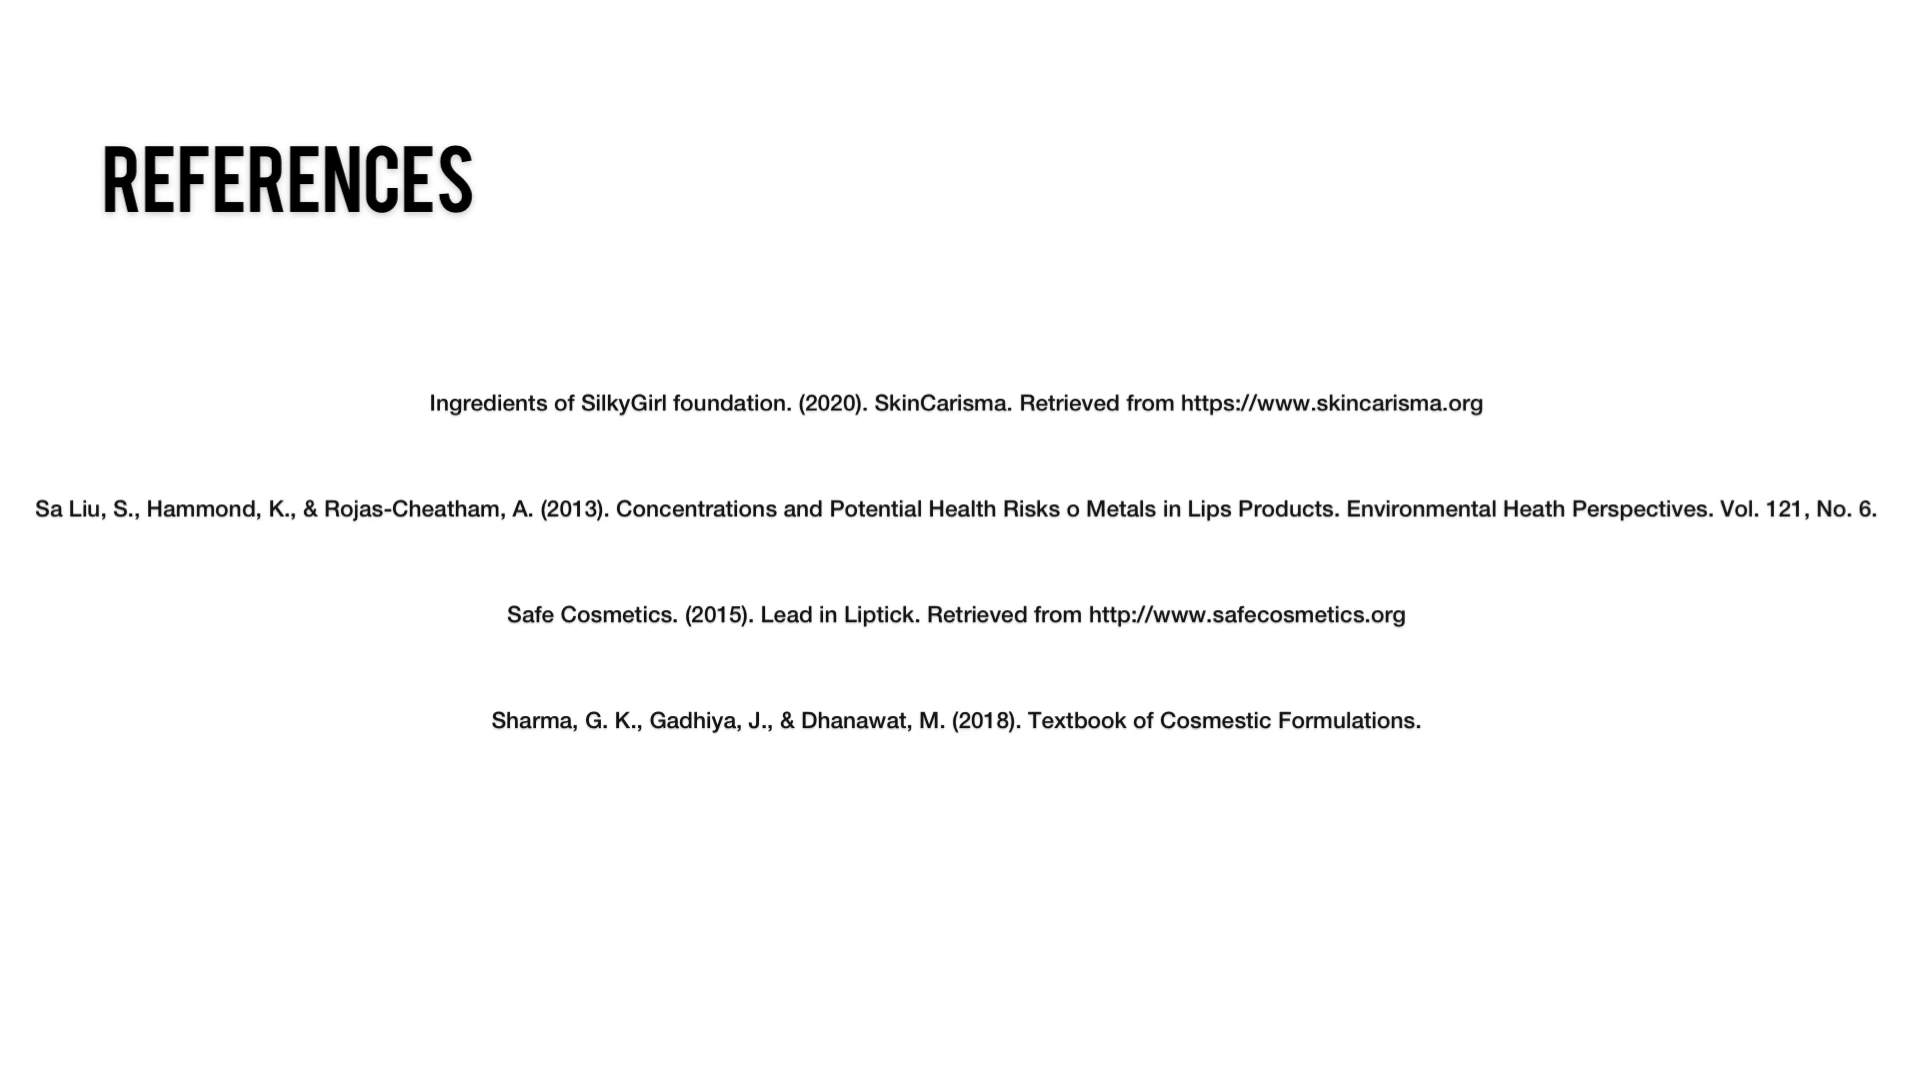 REFERENCES
Ingredients of SilkyGirl foundation. (2020). SkinCarisma. Retrieved from https://www.skincarisma.org
Sa Liu, S., Hammond, K., & Rojas-Cheatham, A. (2013). Concentrations and Potential Health Risks o Metals in Lips Products. Environmental Heath Perspectives. Vol. 121, No. 6.
Safe Cosmetics. (2015). Lead in Liptick. Retrieved from http://www.safecosmetics.org
Sharma, G. K., Gadhiya, J., & Dhanawat, M. (2018). Textbook of Cosmestic Formulations.